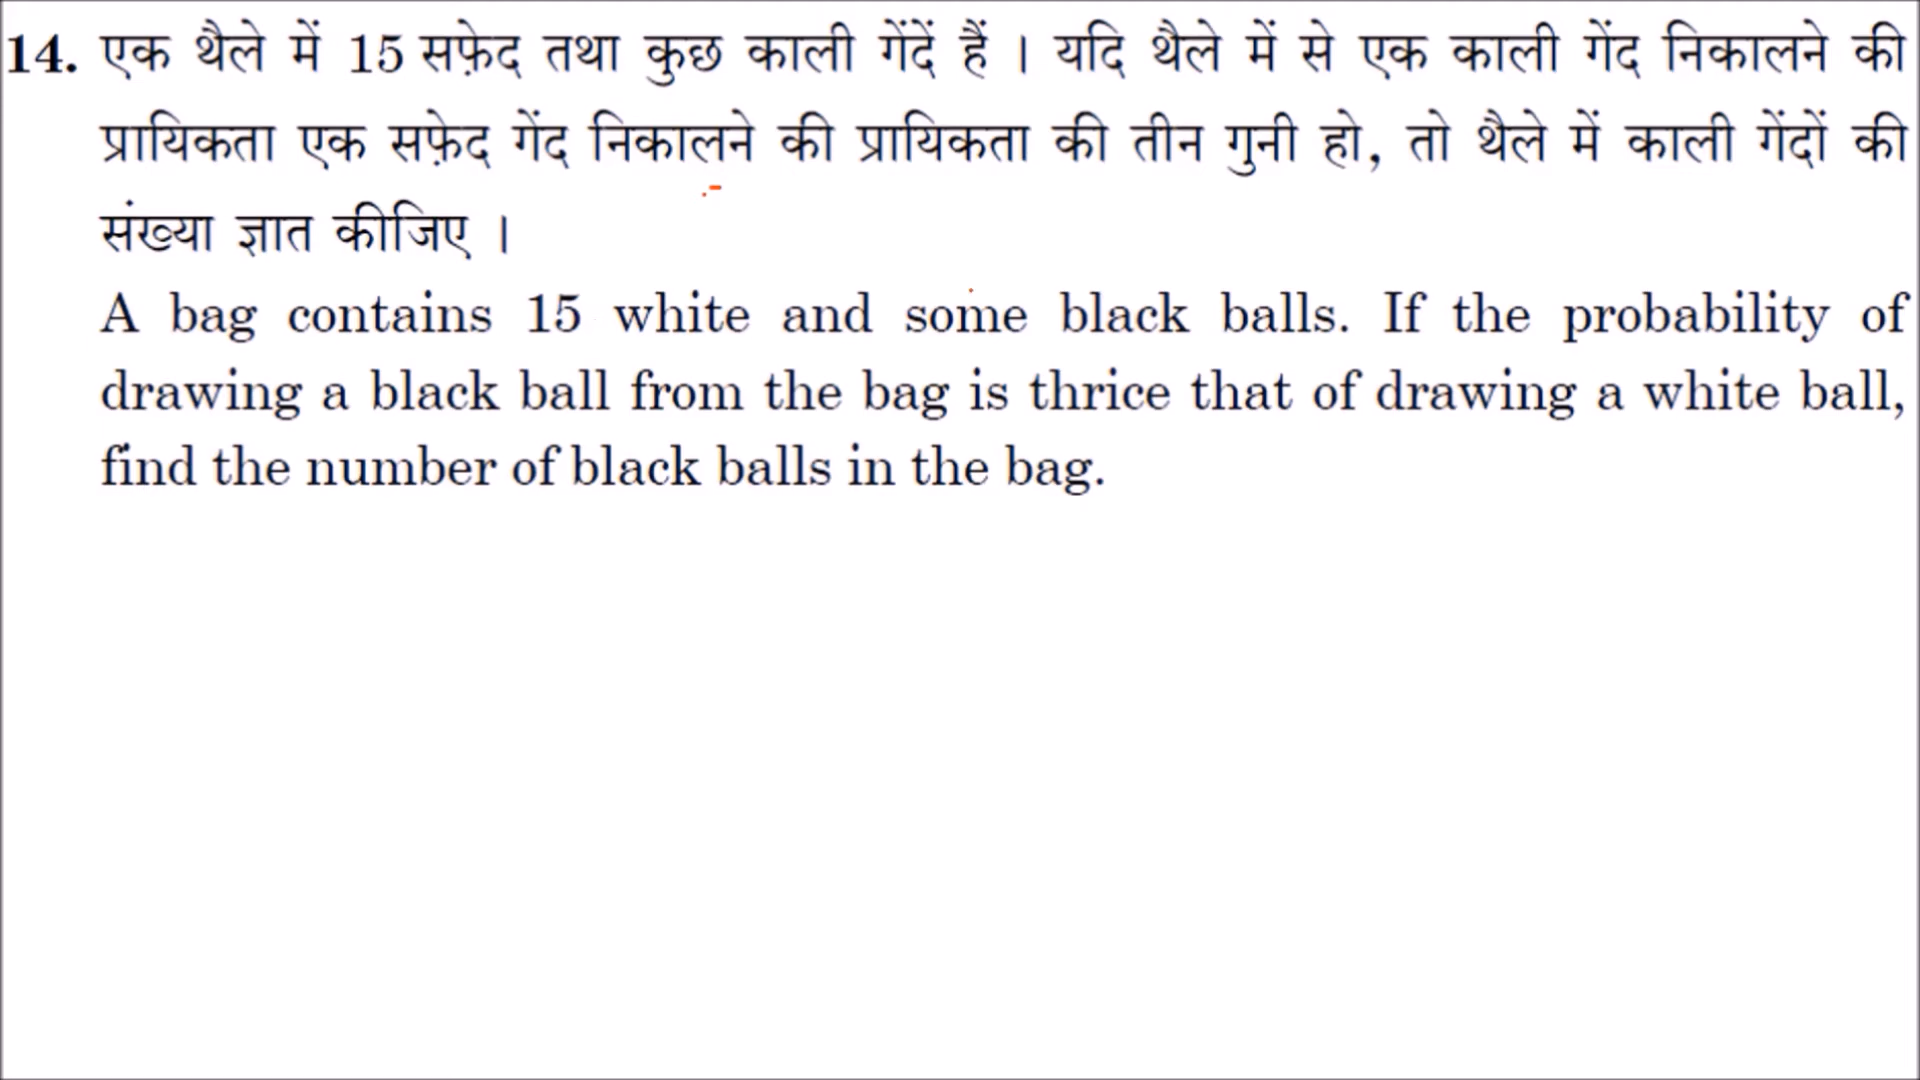 14. एक थैले में 15 सफ़ेद तथा कुछ काली गेंदें हैं । यदि थैले में से एक काली गेंद निकालने की
प्रायिकता एक सफ़ेद गेंद निकालने की प्रायिकता की तीन गुनी हो, तो थैले में काली गेंदों की
संख्या ज्ञात कीजिए ।
A bag contains 15 white and some black balls. If the probability of
drawing a black ball from the bag is thrice that of drawing a white ball,
find the number of black balls in the bag.